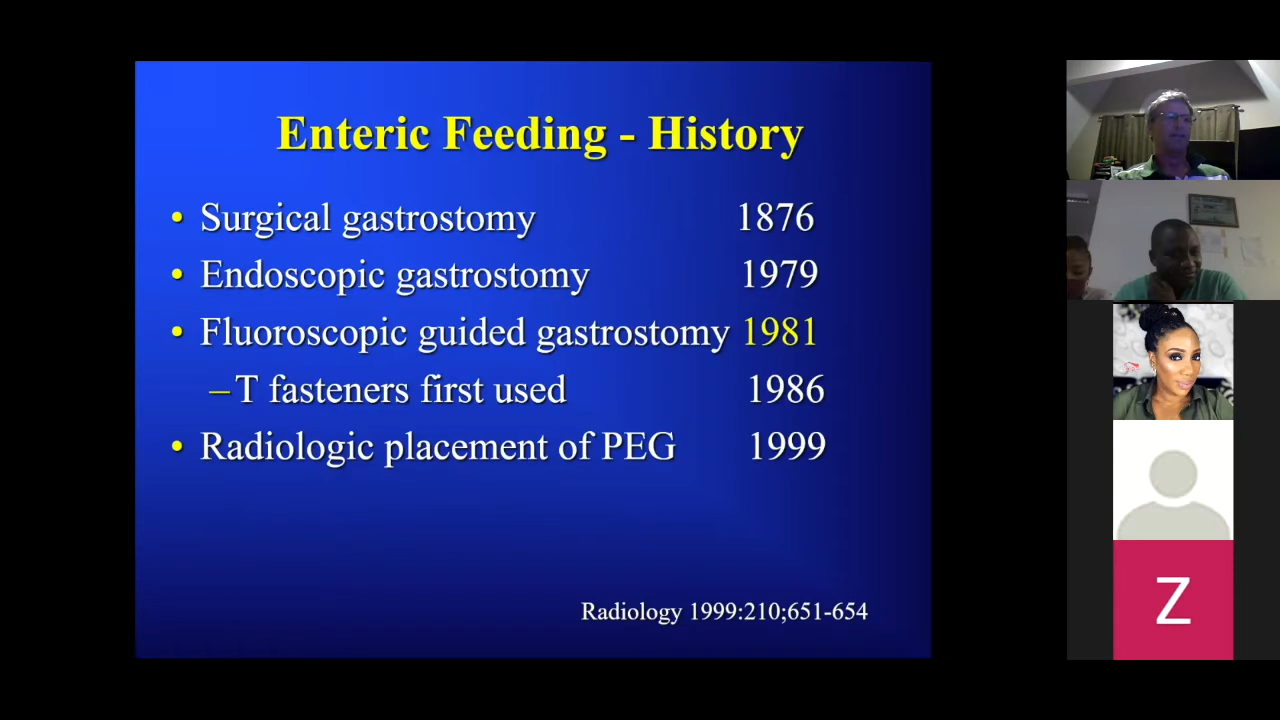 Enteric Feeding - History
• Surgical gastrostomy 1876
• Endoscopic gastrostomy 1979
• Fluoroscopic guided gastrostomy 1981
– T fasteners first used 1986
• Radiologic placement of PEG 1999
Radiology 1999:210;651-654
Z